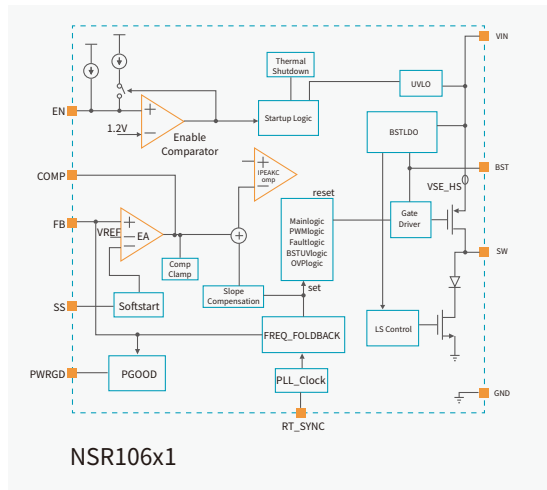 VIN
Thermal
Shutdown
UVLO
EN
1.2V
Startup Logic
BSTLDO
Enable
Comparator
BST
COMP
IPEAKC
omp
VSE_HS
reset
FB
VREF
EA
Mainlogic
PWMlogic
Faultlogic
BSTUVlogic
OVPlogic
Gate
Driver
SW
Comp
Clamp
Slope
Compensation
set
SS
Softstart
LS Control
FREQ_FOLDBACK
PWRGD
PGOOD
PLL_Clock
GND
RT_SYNC
NSR106x1